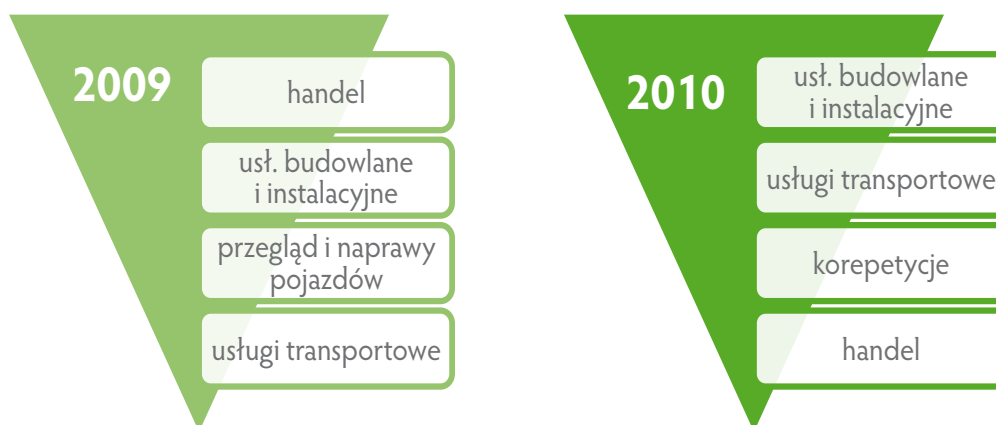 2009
handel
usł. budowlane
i instalacyjne
przegląd i naprawy
pojazdów
usługi transportowe
2010
usł. budowlane
i instalacyjne
usługi transportowe
korepetycje
handel